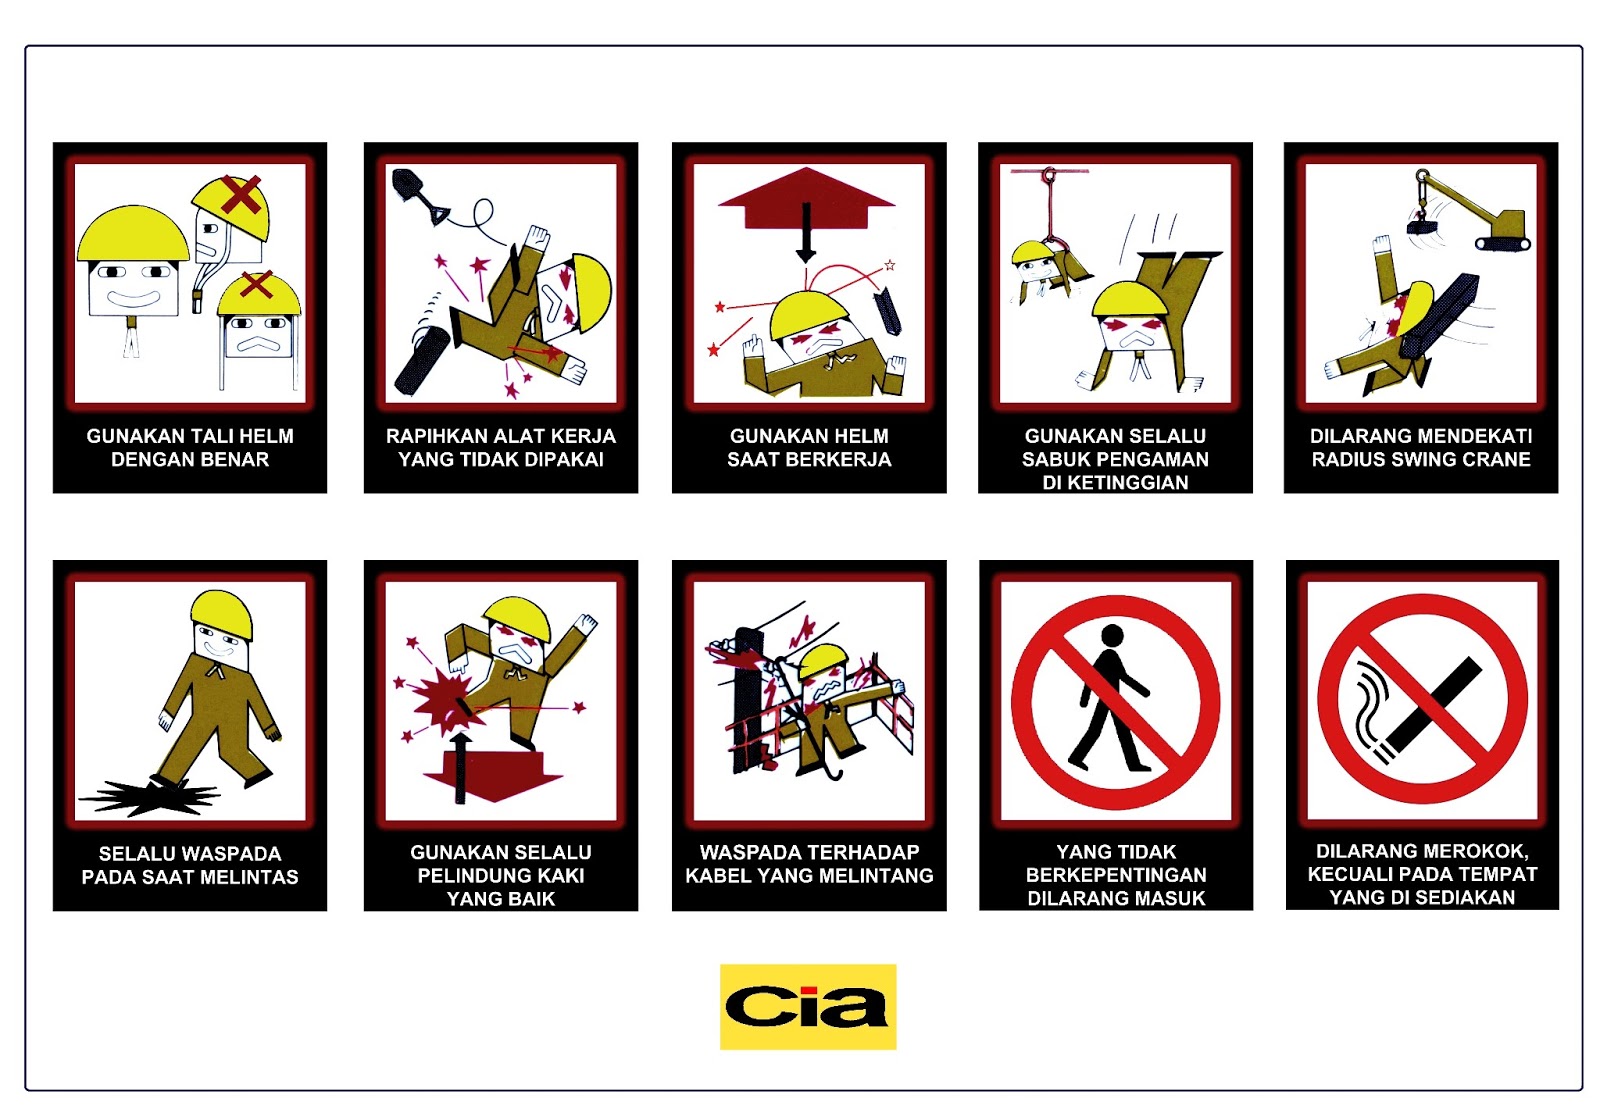 GUNAKAN TALI HELM
DENGAN BENAR
RAPIHKAN ALAT KERJA
YANG TIDAK DIPAKAI
GUNAKAN HELM
SAAT BERKERJA
GUNAKAN SELALU
SABUK PENGAMAN
DI KETINGGIAN
DILARANG MENDEKATI
RADIUS SWING CRANE
SELALU WASPADA
PADA SAAT MELINTAS
GUNAKAN SELALU
PELINDUNG KAKI
YANG BAIK
WASPADA TERHADAP
KABEL YANG MELINTANG
YANG TIDAK
BERKEPENTINGAN
DILARANG MASUK
DILARANG MEROKOK,
KECUALI PADA TEMPAT
YANG DI SEDIAKAN
cia